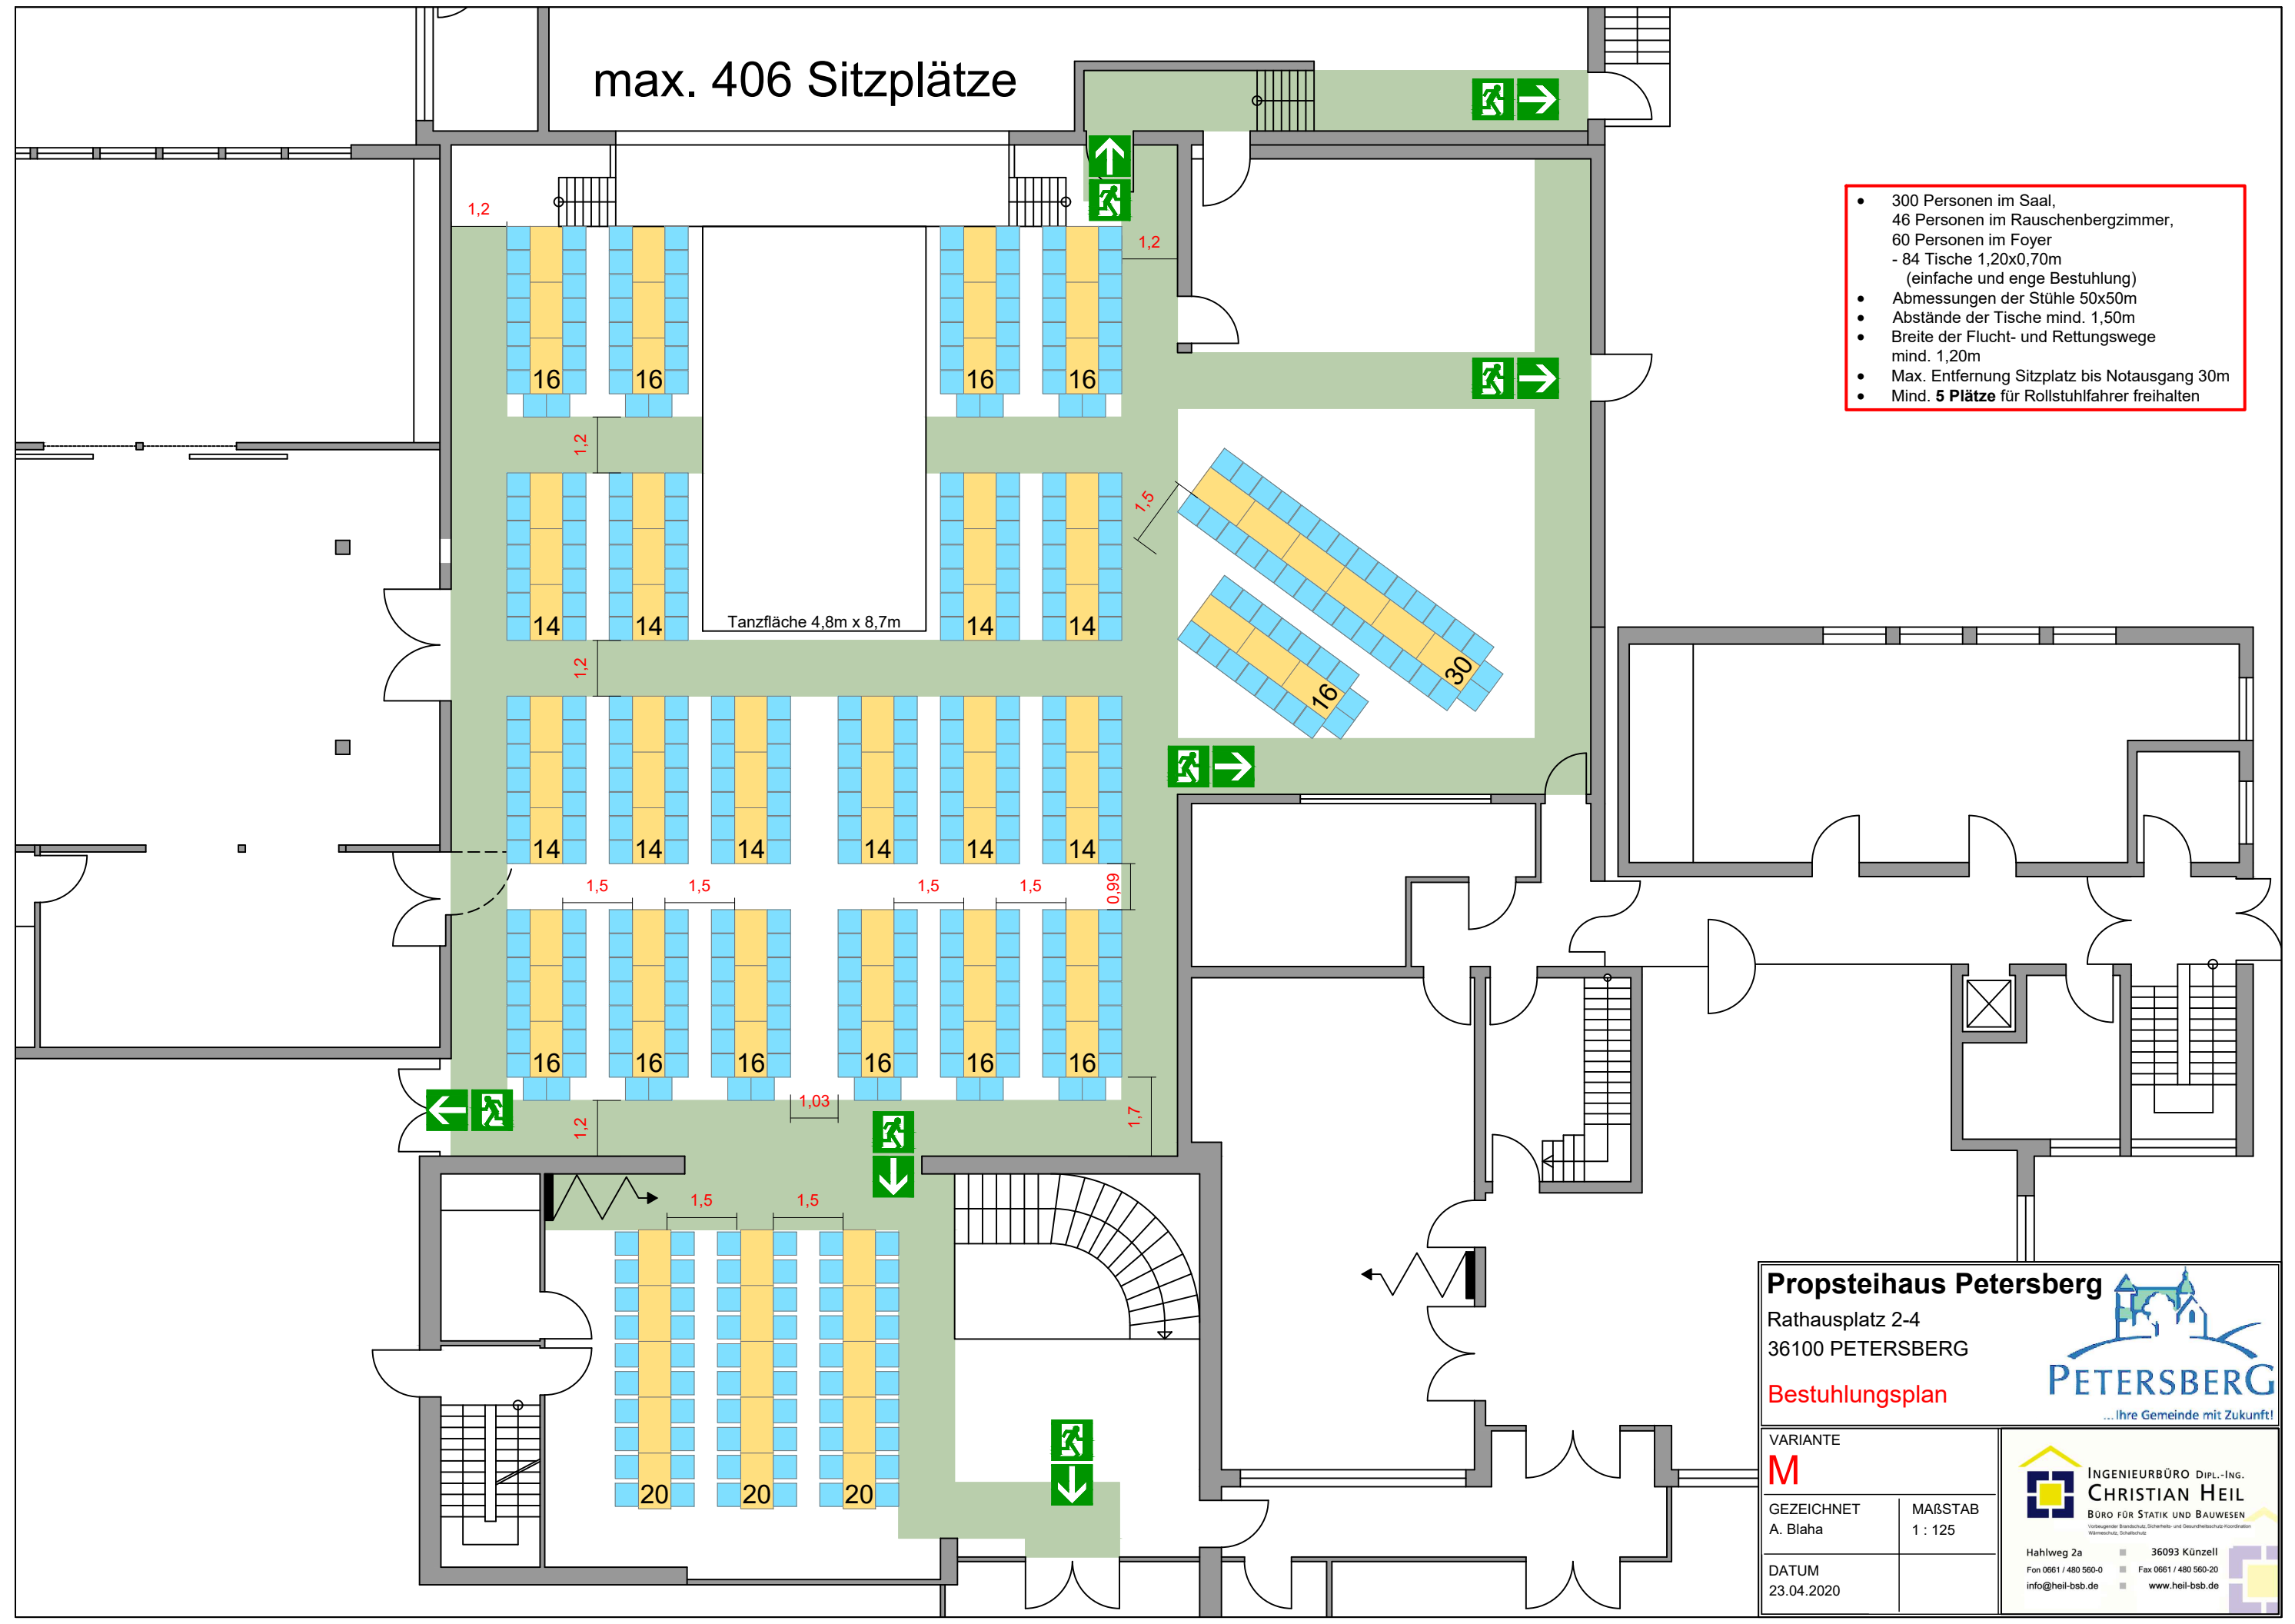 max. 406 Sitzplätze
• 300 Personen im Saal,
46 Personen im Rauschenbergzimmer,
60 Personen im Foyer
- 84 Tische 1,20x0,70m
(einfache und enge Bestuhlung)
• Abmessungen der Stühle 50x50m
• Abstände der Tische mind. 1,50m
• Breite der Flucht- und Rettungswege
mind. 1,20m
• Max. Entfernung Sitzplatz bis Notausgang 30m
• Mind. 5 Plätze für Rollstuhlfahrer freihalten
1,2
1,2
16 16 16 16
1,2
1,5
14 14 14 14
Tanzfläche 4,8m x 8,7m
1,2
30
16
14 14 14 14 14 14
1,5 1,5 1,5 1,5
0,99
16 16 16 16 16 16
1,2
1,03
1,7
1,5 1,5
20 20 20
Propsteihaus Petersberg
Rathausplatz 2-4
36100 PETERSBERG
Bestuhlungsplan
PETERSBERG
...Ihre Gemeinde mit Zukunft!
VARIANTE
M
GEZEICHNET
A. Blaha
MAßSTAB
1 : 125
DATUM
23.04.2020
INGENIEURBÜRO DIPL.-ING.
CHRISTIAN HEIL
BÜRO FÜR STATIK UND BAUWESEN
Vorbeugender Brandschutz, Sicherheits- und Gesundheitsschutz-Koordination
Wärmeschutz, Schallschutz
Hahlweg 2a 36093 Künzell
Fon 0661 / 480 560-0 Fax 0661 / 480 560-20
info@heil-bsb.de www.heil-bsb.de